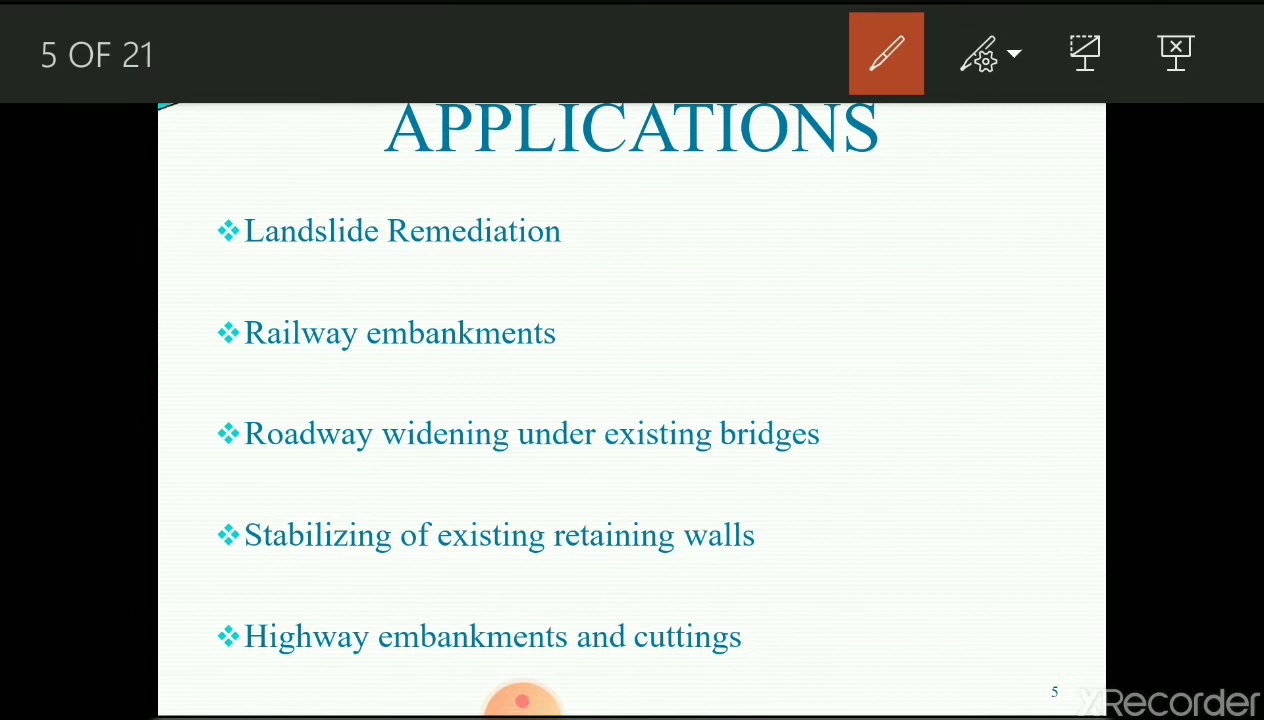 5 OF 21
APPLICATIONS
❖Landslide Remediation
❖Railway embankments
❖Roadway widening under existing bridges
❖Stabilizing of existing retaining walls
❖Highway embankments and cuttings
5
XRecorder